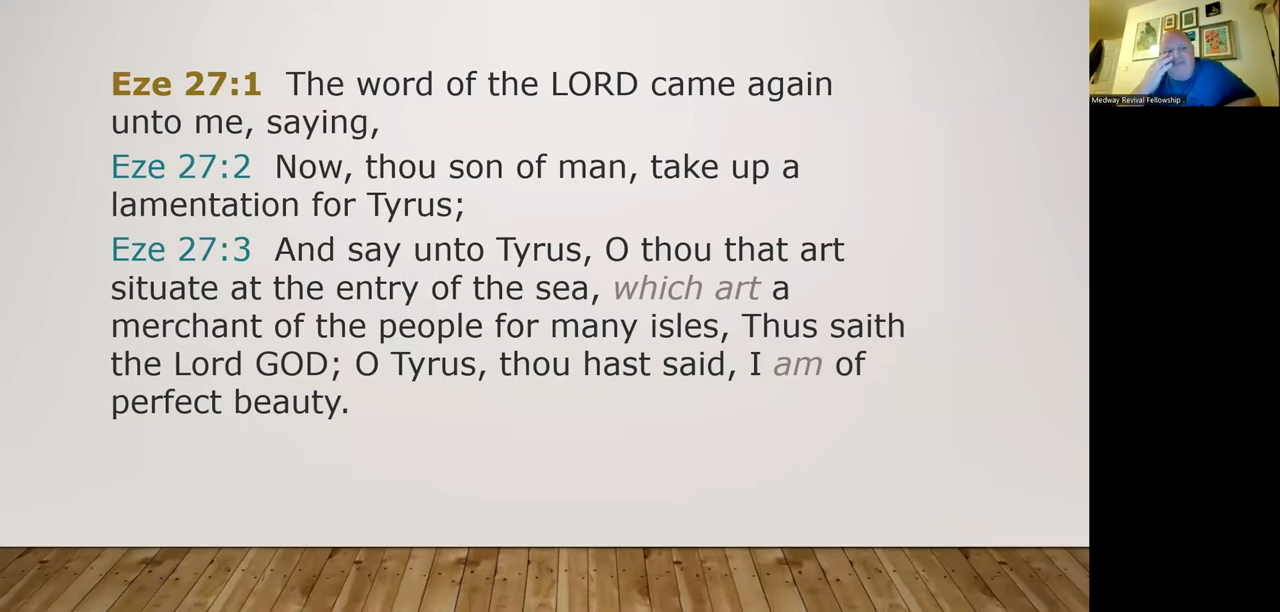 Eze 27:1 The word of the LORD came again
unto me, saying,
Eze 27:2 Now, thou son of man, take up a
lamentation for Tyrus;
Eze 27:3 And say unto Tyrus, O thou that art
situate at the entry of the sea, which art a
merchant of the people for many isles, Thus saith
the Lord GOD; O Tyrus, thou hast said, I am of
perfect beauty.
Medway Revival Fellowship .